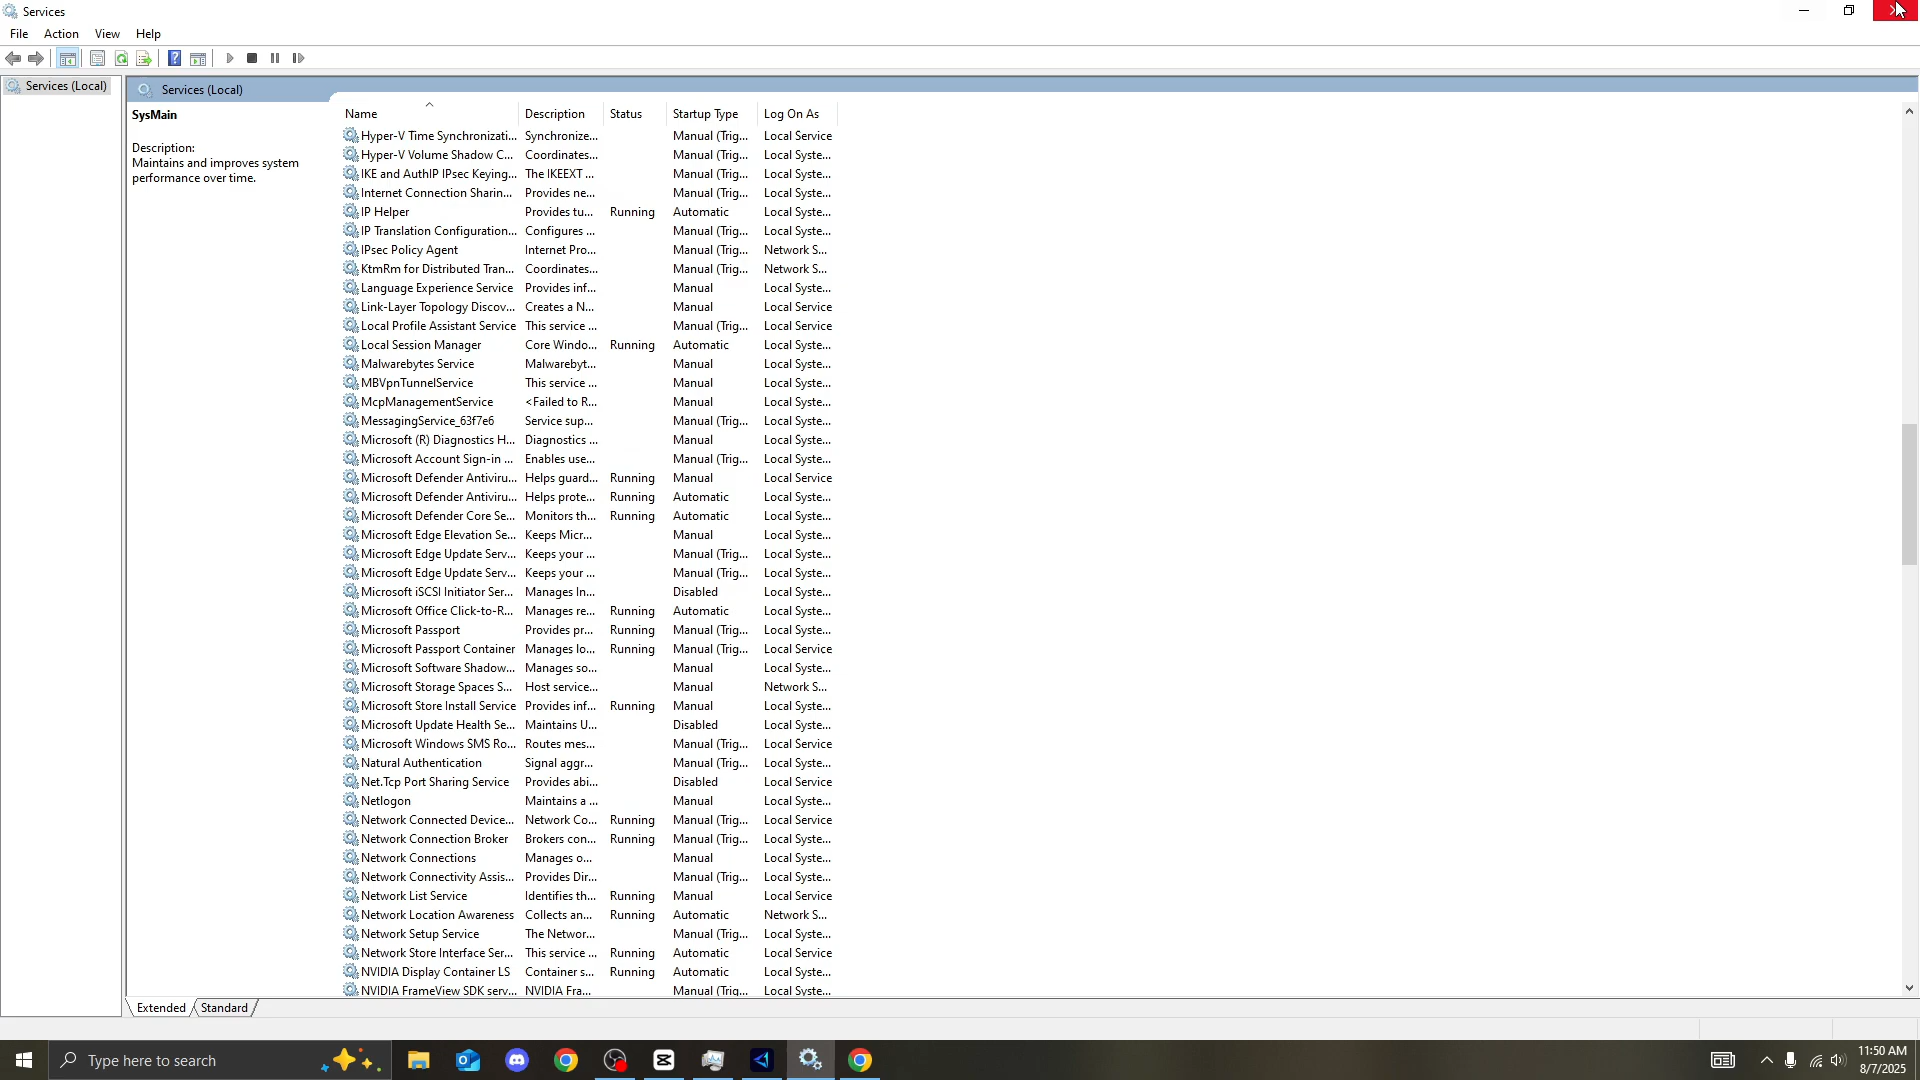 Services
File Action View Help
Services (Local)
Services (Local)
SysMain
Description:
Maintains and improves system
performance over time.
Name Description Status Startup Type Log On As
Hyper-V Time Synchronizati... Synchronize... Manual (Trig... Local Service
Hyper-V Volume Shadow C... Coordinates... Manual (Trig... Local Syste...
IKE and AuthIP IPsec Keying... The IKEEXT ... Manual (Trig... Local Syste...
Internet Connection Sharin... Provides ne... Manual (Trig... Local Syste...
IP Helper Provides tu... Running Automatic Local Syste...
IP Translation Configuration... Configures ... Manual (Trig... Local Syste...
IPsec Policy Agent Internet Pro... Manual (Trig... Network S...
KtmRm for Distributed Tran... Coordinates... Manual (Trig... Network S...
Language Experience Service Provides inf... Manual Local Syste...
Link-Layer Topology Discov... Creates a N... Manual Local Service
Local Profile Assistant Service This service ... Manual (Trig... Local Service
Local Session Manager Core Windo... Running Automatic Local Syste...
Malwarebytes Service Malwarebyt... Manual Local Syste...
MBVpnTunnelService This service ... Manual Local Syste...
McpManagementService <Failed to R... Manual Local Syste...
MessagingService_63f7e6 Service sup... Manual (Trig... Local Syste...
Microsoft (R) Diagnostics H... Diagnostics ... Manual Local Syste...
Microsoft Account Sign-in ... Enables use... Manual (Trig... Local Syste...
Microsoft Defender Antiviru... Helps guard... Running Manual Local Service
Microsoft Defender Antiviru... Helps prote... Running Automatic Local Syste...
Microsoft Defender Core Se... Monitors th... Running Automatic Local Syste...
Microsoft Edge Elevation Se... Keeps Micr... Manual Local Syste...
Microsoft Edge Update Serv... Keeps your ... Manual (Trig... Local Syste...
Microsoft Edge Update Serv... Keeps your ... Manual (Trig... Local Syste...
Microsoft iSCSI Initiator Ser... Manages In... Disabled Local Syste...
Microsoft Office Click-to-R... Manages re... Running Automatic Local Syste...
Microsoft Passport Provides pr... Running Manual (Trig... Local Syste...
Microsoft Passport Container Manages lo... Running Manual (Trig... Local Service
Microsoft Software Shadow... Manages so... Manual Local Syste...
Microsoft Storage Spaces S... Host service... Manual Network S...
Microsoft Store Install Service Provides inf... Running Manual Local Syste...
Microsoft Update Health Se... Maintains U... Disabled Local Syste...
Microsoft Windows SMS Ro... Routes mes... Manual (Trig... Local Service
Natural Authentication Signal aggr... Manual (Trig... Local Syste...
Net.Tcp Port Sharing Service Provides abi... Disabled Local Service
Netlogon Maintains a ... Manual Local Syste...
Network Connected Device... Network Co... Running Manual (Trig... Local Service
Network Connection Broker Brokers con... Running Manual (Trig... Local Syste...
Network Connections Manages o... Manual Local Syste...
Network Connectivity Assis... Provides Dir... Manual (Trig... Local Syste...
Network List Service Identifies th... Running Manual Local Service
Network Location Awareness Collects an... Running Automatic Network S...
Network Setup Service The Networ... Manual (Trig... Local Syste...
Network Store Interface Ser... This service ... Running Automatic Local Service
NVIDIA Display Container LS Container s... Running Automatic Local Syste...
NVIDIA FrameView SDK serv... NVIDIA Fra... Manual (Trig... Local Syste...
Extended Standard
Type here to search
11:50 AM
8/7/2025